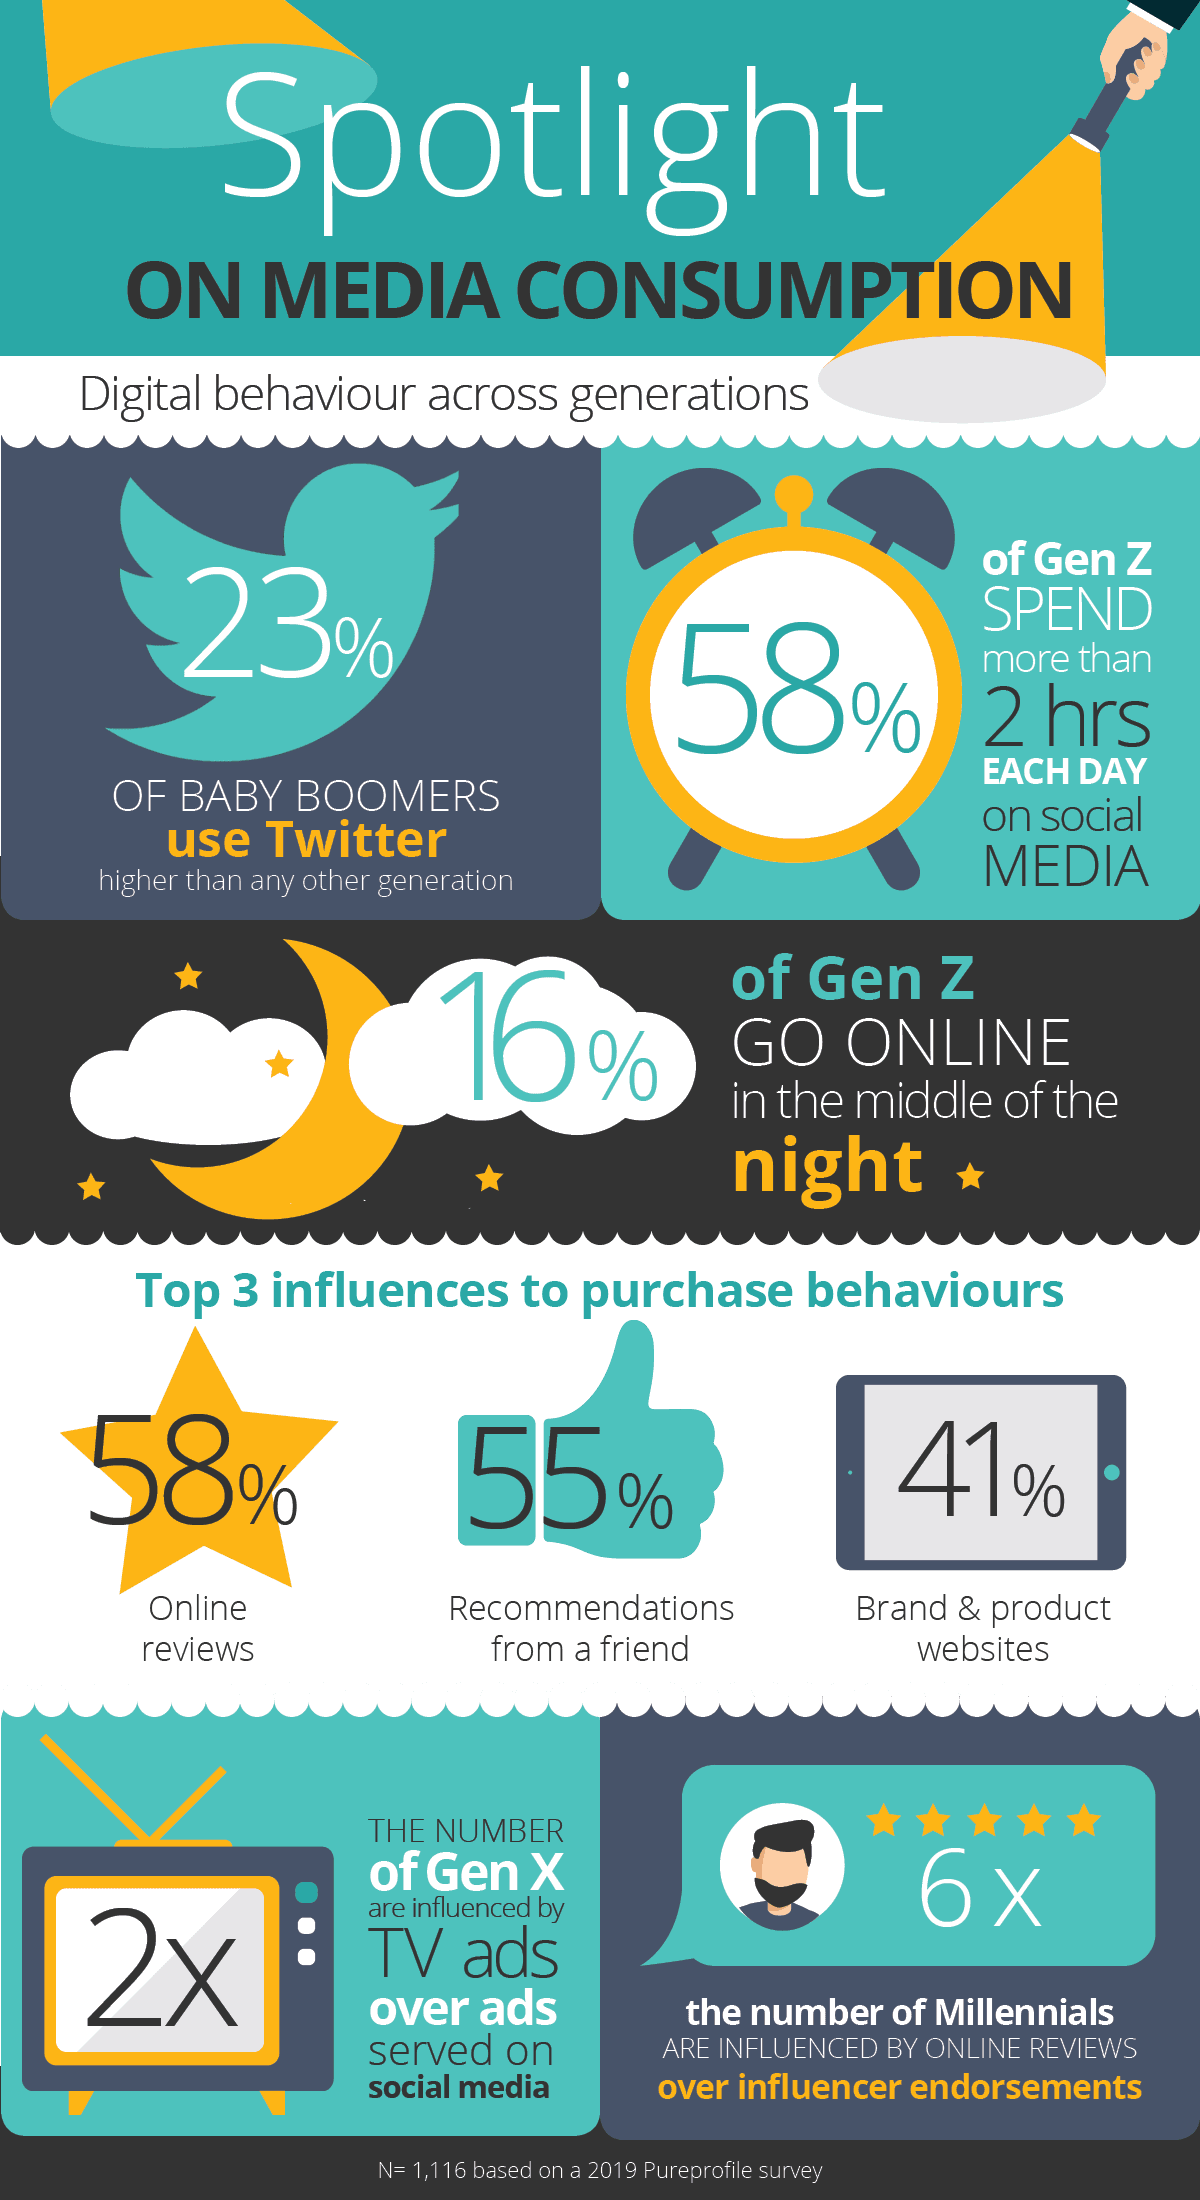 Spotlight
ON MEDIA CONSUMPTION
Digital behaviour across generations
23%
OF BABY BOOMERS
use Twitter
higher than any other generation
58%
of Gen Z
SPEND
more than
2 hrs
EACH DAY
on social
MEDIA
16%
of Gen Z
GO ONLINE
in the middle of the
night
Top 3 influences to purchase behaviours
58%
Online
reviews
55%
Recommendations
from a friend
41%
Brand & product
websites
2x
THE NUMBER
of Gen X
are influenced by
TV ads
over ads
served on
social media
6 x
the number of Millennials
ARE INFLUENCED BY ONLINE REVIEWS
over influencer endorsements
N= 1,116 based on a 2019 Pureprofile survey